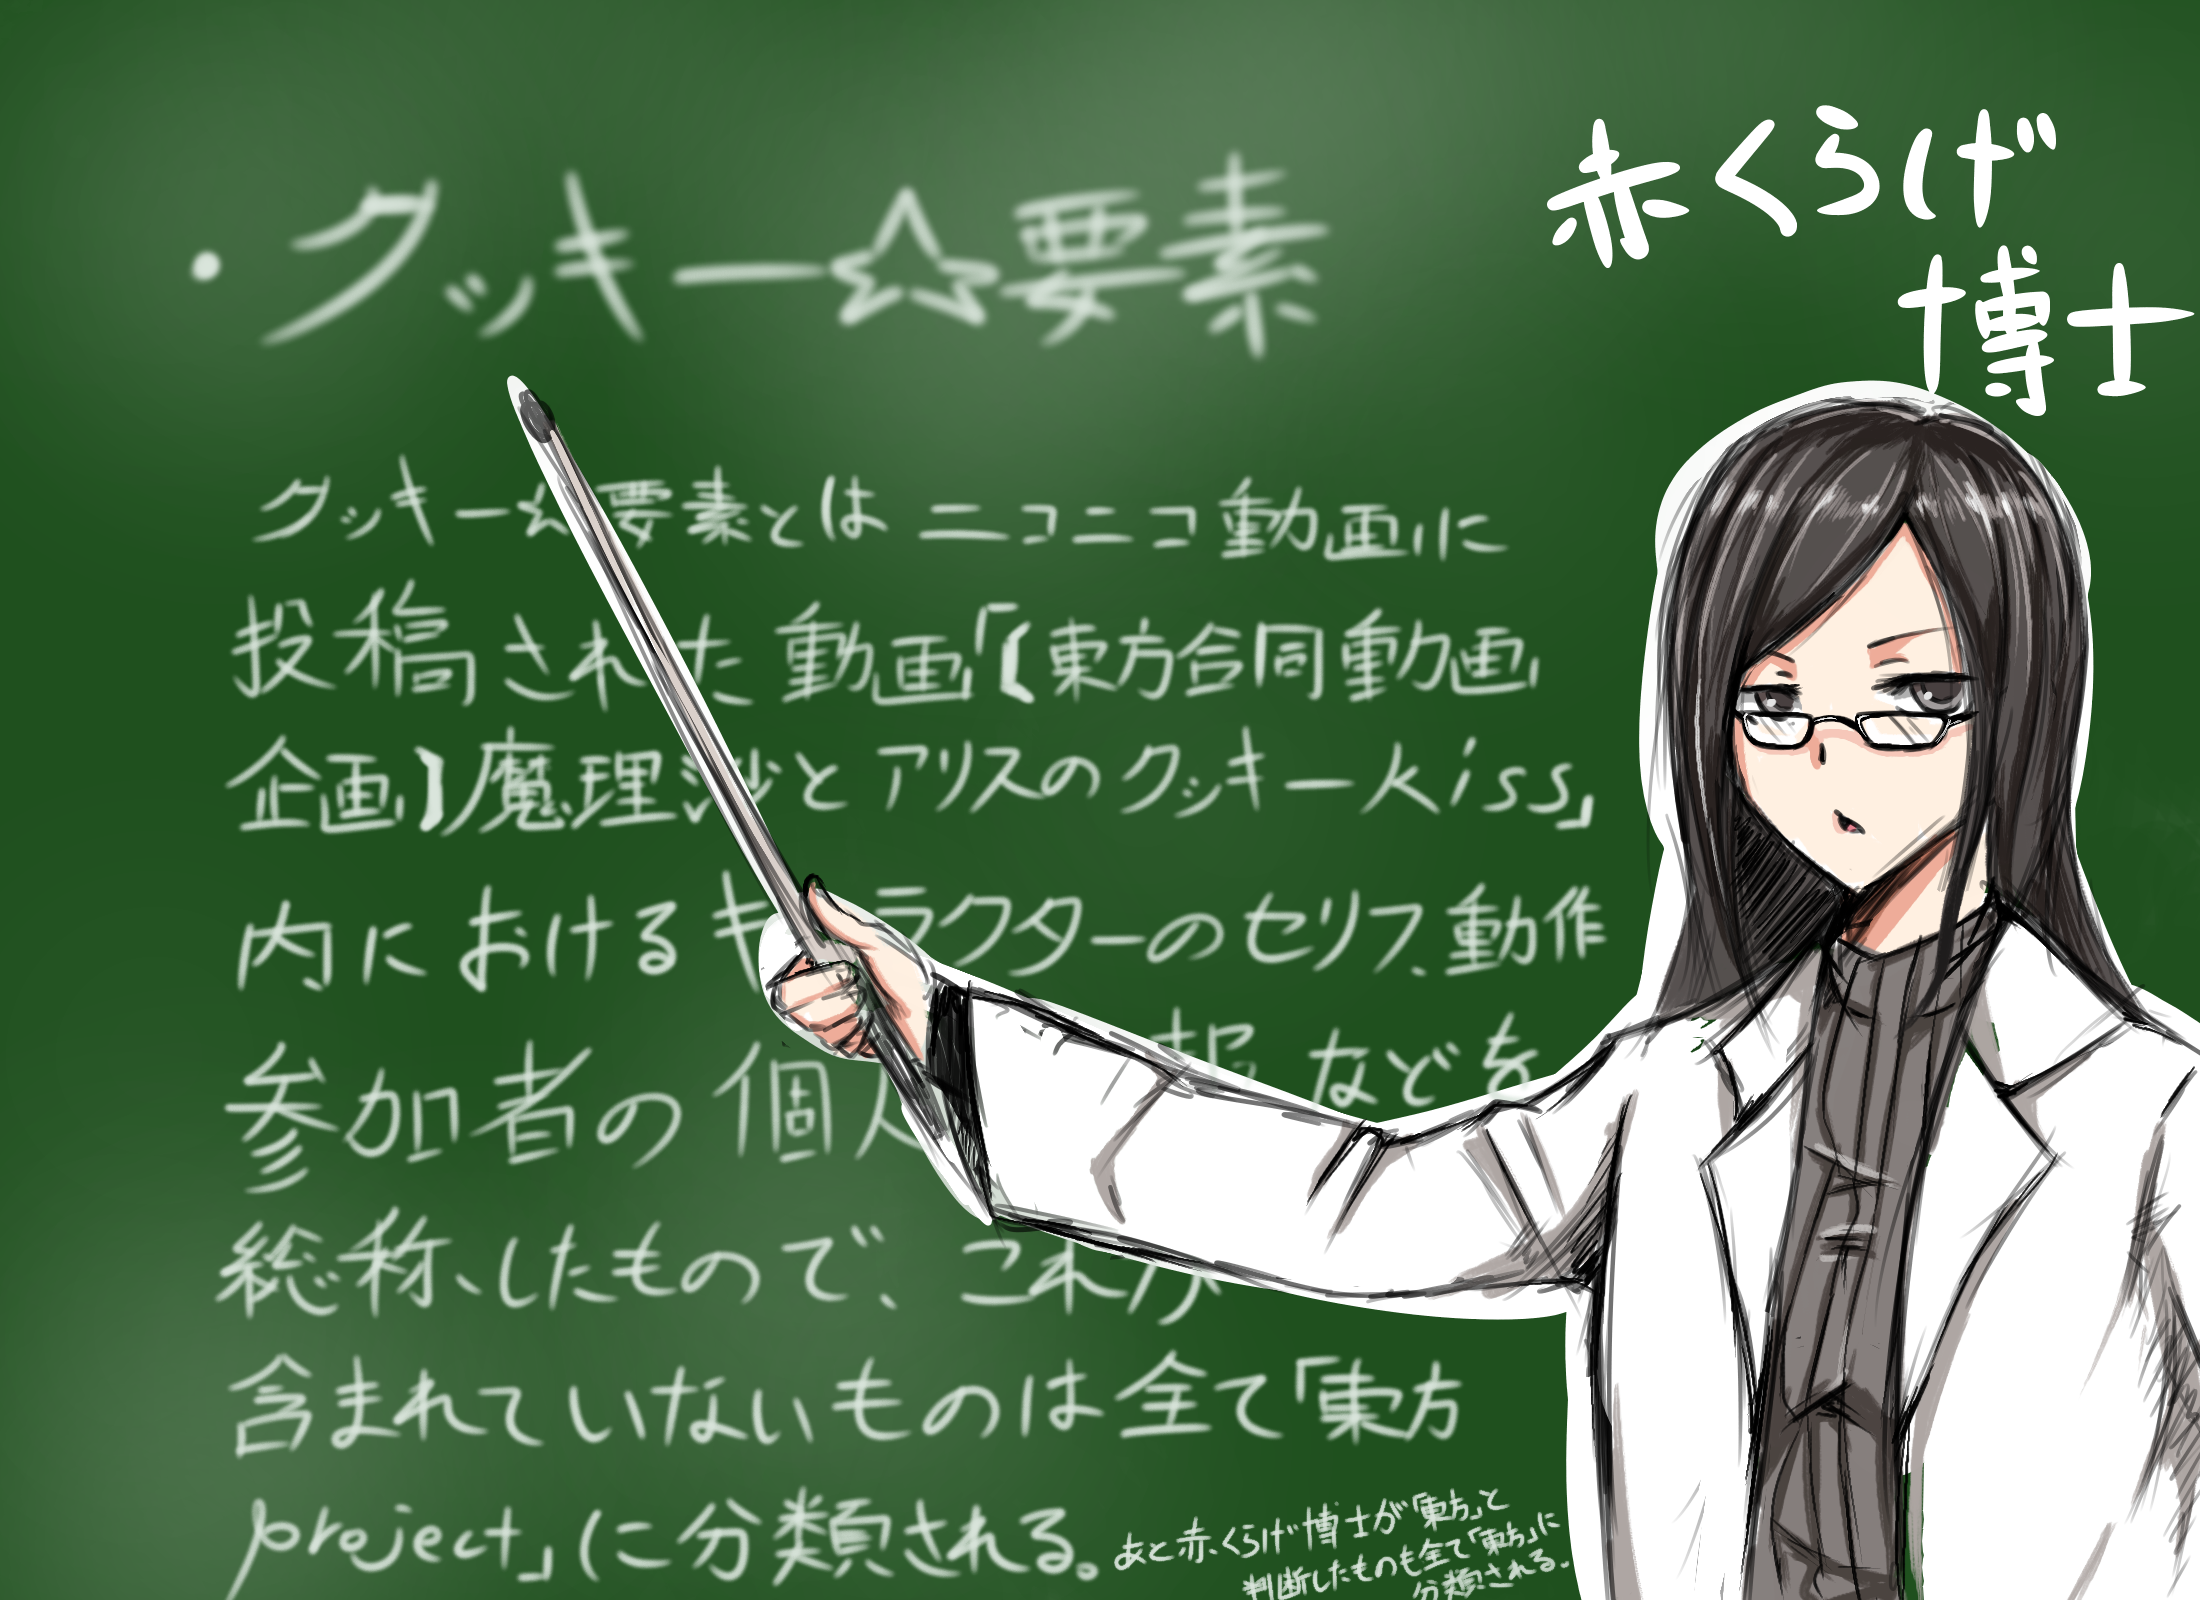 ・クッキー☆要素
赤くらげ
博士
クッキー☆要素とは ニコニコ動画に
投稿された動画「【東方合同動画
企画】魔理沙とアリスのクッキーkiss」
内におけるキャラクターのセリフ、動作
参加者の個人 報などを
総称したもので、これが
含まれていないものは全て「東方
project」に分類される。
あと赤くらげ博士が「東方」と
判断したものも全て「東方」に
分類される。